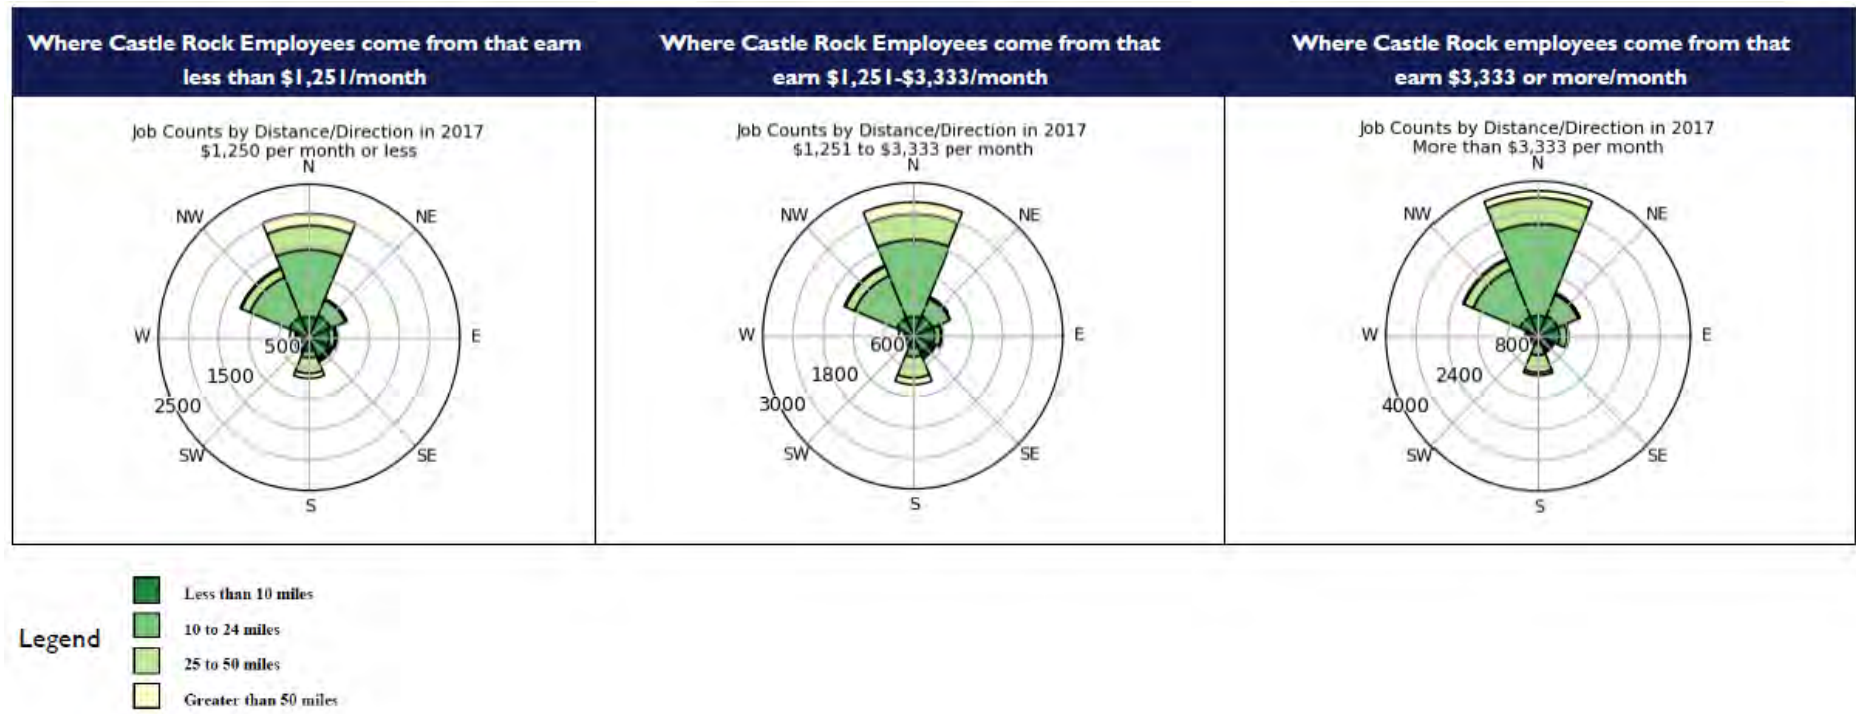 Where Castle Rock Employees come from that earn
less than $1,251/month
Where Castle Rock Employees come from that
earn $1,251-$3,333/month
Where Castle Rock employees come from that
earn $3,333 or more/month
Job Counts by Distance/Direction in 2017
$1,250 per month or less
N
NW
NE
W
E
500
1500
2500
SW
SE
S
Job Counts by Distance/Direction in 2017
$1,251 to $3,333 per month
N
NW
NE
W
E
600
1800
3000
SW
SE
S
Job Counts by Distance/Direction in 2017
More than $3,333 per month
N
NW
NE
W
E
800
2400
4000
SW
SE
S
Legend
Less than 10 miles
10 to 24 miles
25 to 50 miles
Greater than 50 miles